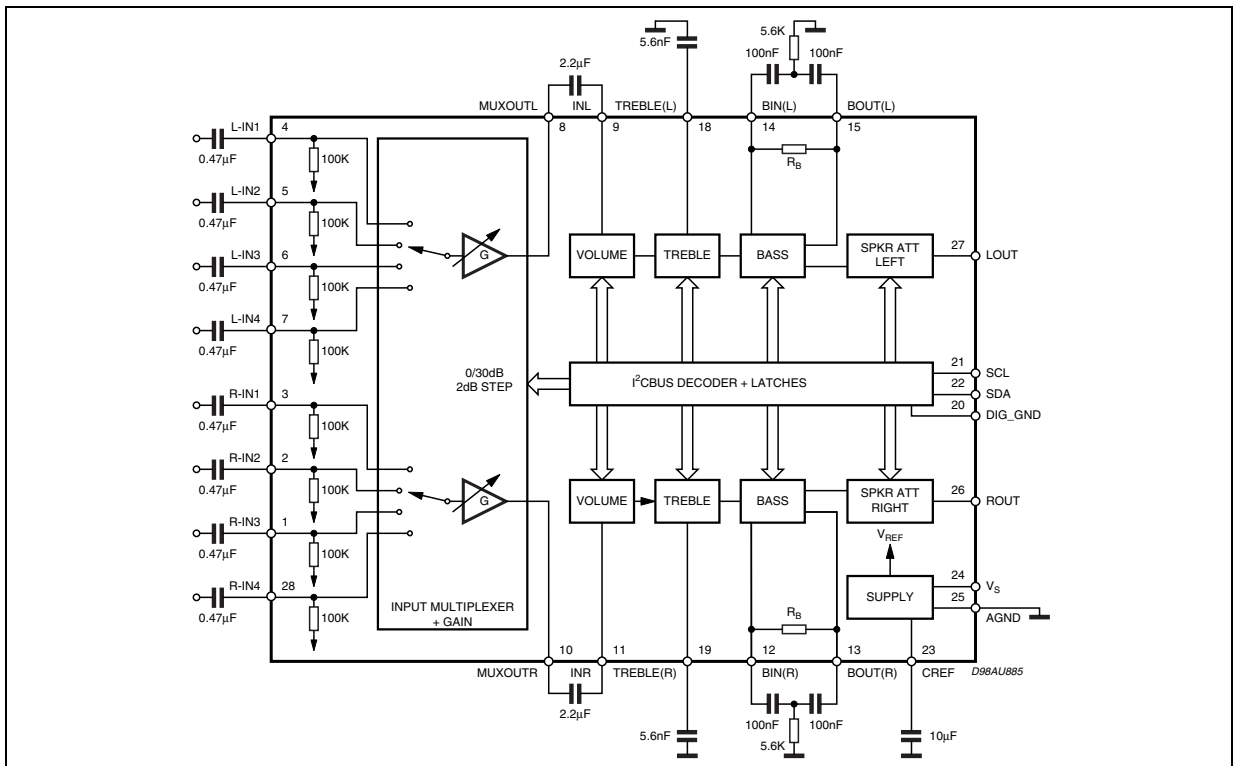 5.6nF
5.6K
100nF 100nF
2.2μF
MUXOUTL INL TREBLE(L) BIN(L) BOUT(L)
8 9 18 14 15
L-IN1 4
0.47μF 100K
L-IN2 5
0.47μF 100K
L-IN3 6
0.47μF 100K
L-IN4 7
0.47μF 100K
G
R_B
VOLUME TREBLE BASS SPKR ATT LEFT 27 LOUT
0/30dB
2dB STEP
I²CBUS DECODER + LATCHES
21 SCL
22 SDA
20 DIG_GND
R-IN1 3
0.47μF 100K
R-IN2 2
0.47μF 100K
R-IN3 1
0.47μF 100K
R-IN4 28
0.47μF 100K
G
VOLUME TREBLE BASS SPKR ATT RIGHT 26 ROUT
V_REF
SUPPLY
24 V_S
25 AGND
INPUT MULTIPLEXER
+ GAIN
R_B
10 11 19 12 13 23
MUXOUTR INR TREBLE(R) BIN(R) BOUT(R) CREF D98AU885
2.2μF
5.6nF
100nF 100nF
5.6K
10μF